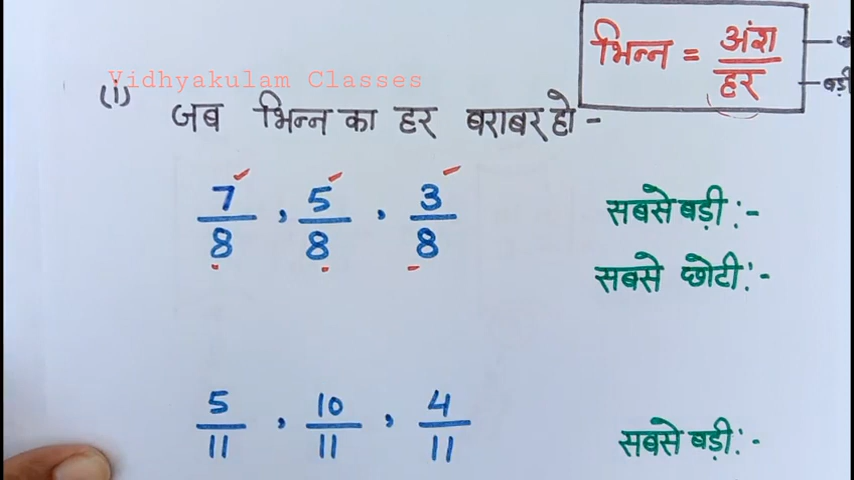 भिन्न = अंश
हर
बड़ी
Vidhyakulam Classes
(i) जब भिन्न का हर बराबर हो -
7/8 , 5/8 , 3/8
सबसे बड़ी :-
सबसे छोटी :-
5/11 , 10/11 , 4/11
सबसे बड़ी :-